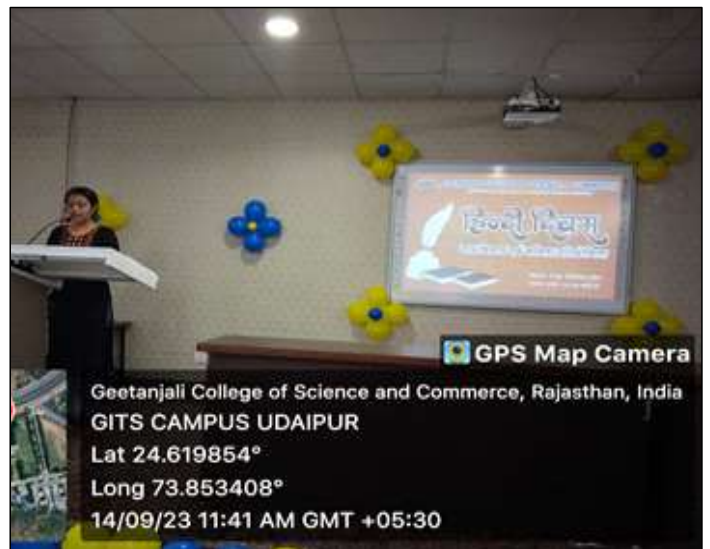 हिन्दी दिवस
GPS Map Camera
Geetanjali College of Science and Commerce, Rajasthan, India
GITS CAMPUS UDAIPUR
Lat 24.619854°
Long 73.853408°
14/09/23 11:41 AM GMT +05:30